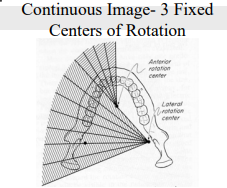 Continuous Image- 3 Fixed
Centers of Rotation
Anterior
rotation
center
Lateral
rotation
center